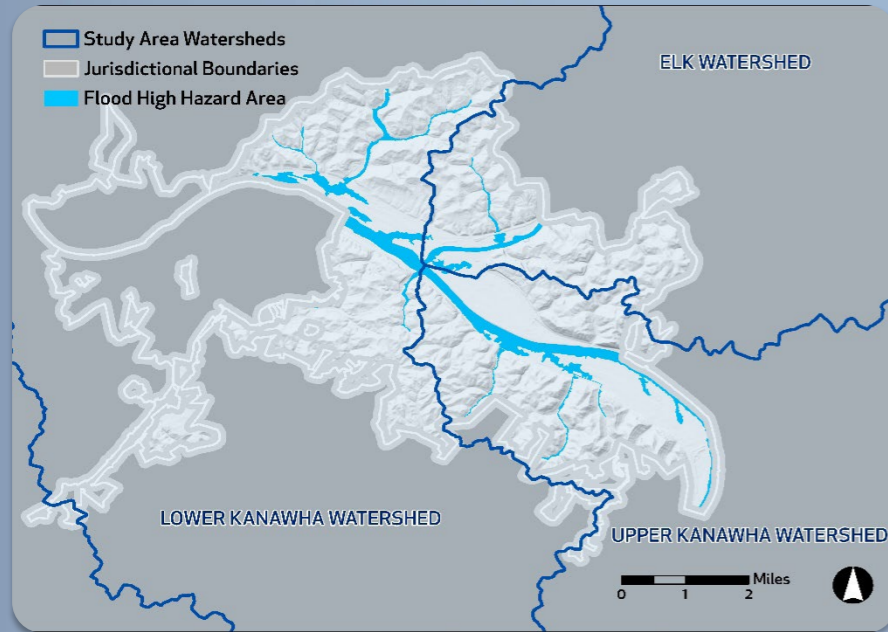 Study Area Watersheds
Jurisdictional Boundaries
Flood High Hazard Area
ELK WATERSHED
LOWER KANAWHA WATERSHED
UPPER KANAWHA WATERSHED
Miles
0 1 2